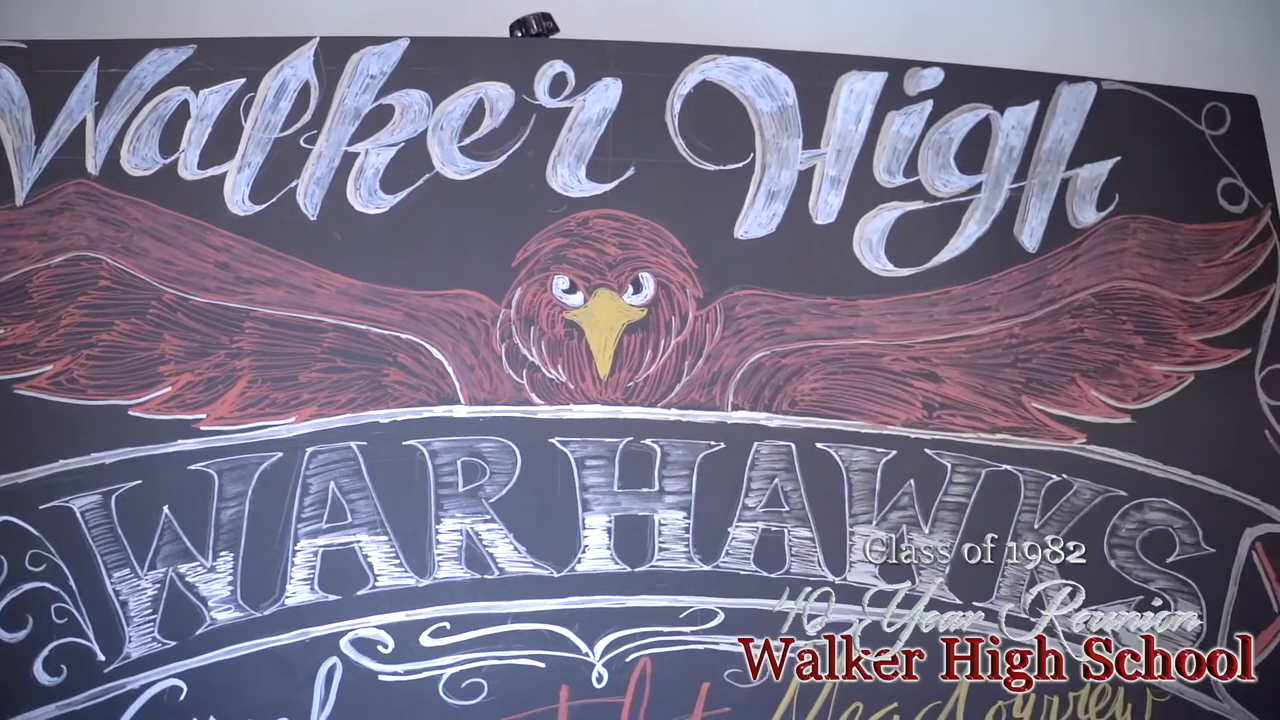 Walker High
WARHAWKS
Class of 1982
40 Year Reunion
Walker High School